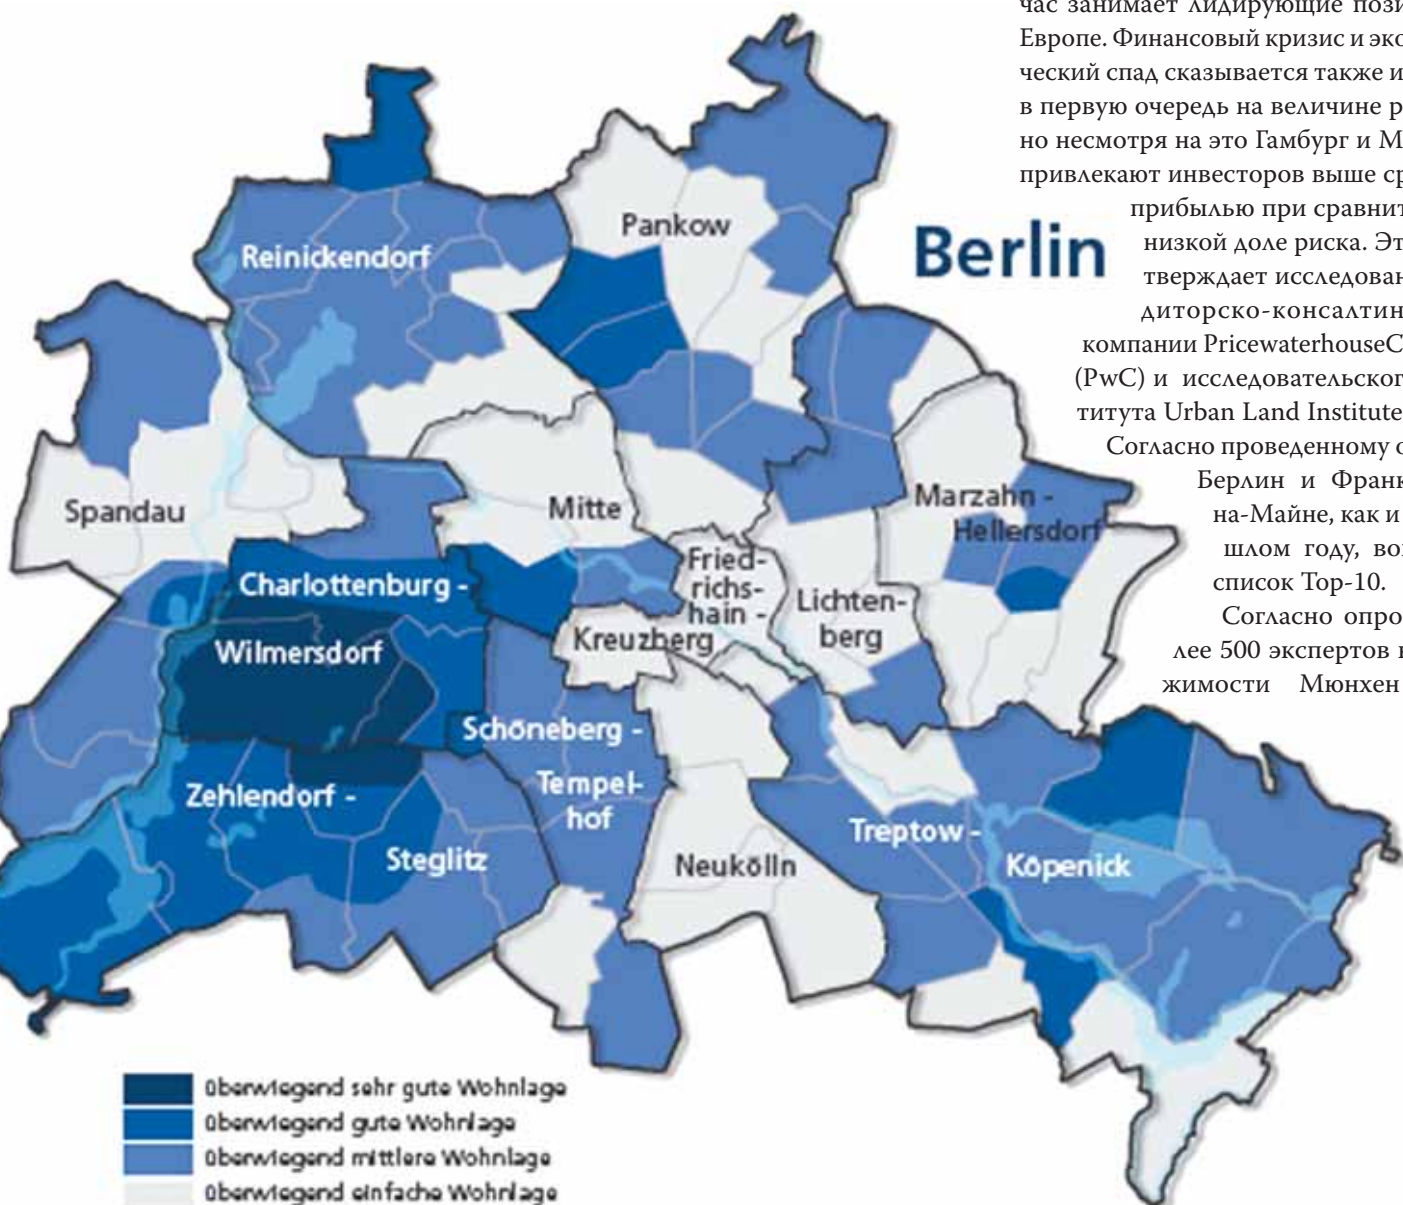 час занимает лидирующие пози
Европе. Финансовый кризис и эко
ческий спад сказывается также и
в первую очередь на величине р
но несмотря на это Гамбург и М
привлекают инвесторов выше ср
прибылью при сравнит
низкой доле риска. Эт
тверждает исследован
диторско-консалтин
компании PricewaterhouseC
(PwC) и исследовательског
титута Urban Land Institute
Согласно проведенному о
Берлин и Франк
на-Майне, как и
шлом году, вош
список Top-10.
Согласно опро
лее 500 экспертов н
жимости Мюнхен
Berlin
Pankow
Reinickendorf
Spandau
Mitte
Marzahn -
Hellersdorf
Charlottenburg -
Wilmersdorf
Fried-
richs-
hain -
Kreuzberg
Lichten-
berg
Schöneberg -
Tempel-
hof
Zehlendorf -
Steglitz
Neukölln
Treptow -
Köpenick
überwiegend sehr gute Wohnlage
überwiegend gute Wohnlage
überwiegend mittlere Wohnlage
überwiegend einfache Wohnlage